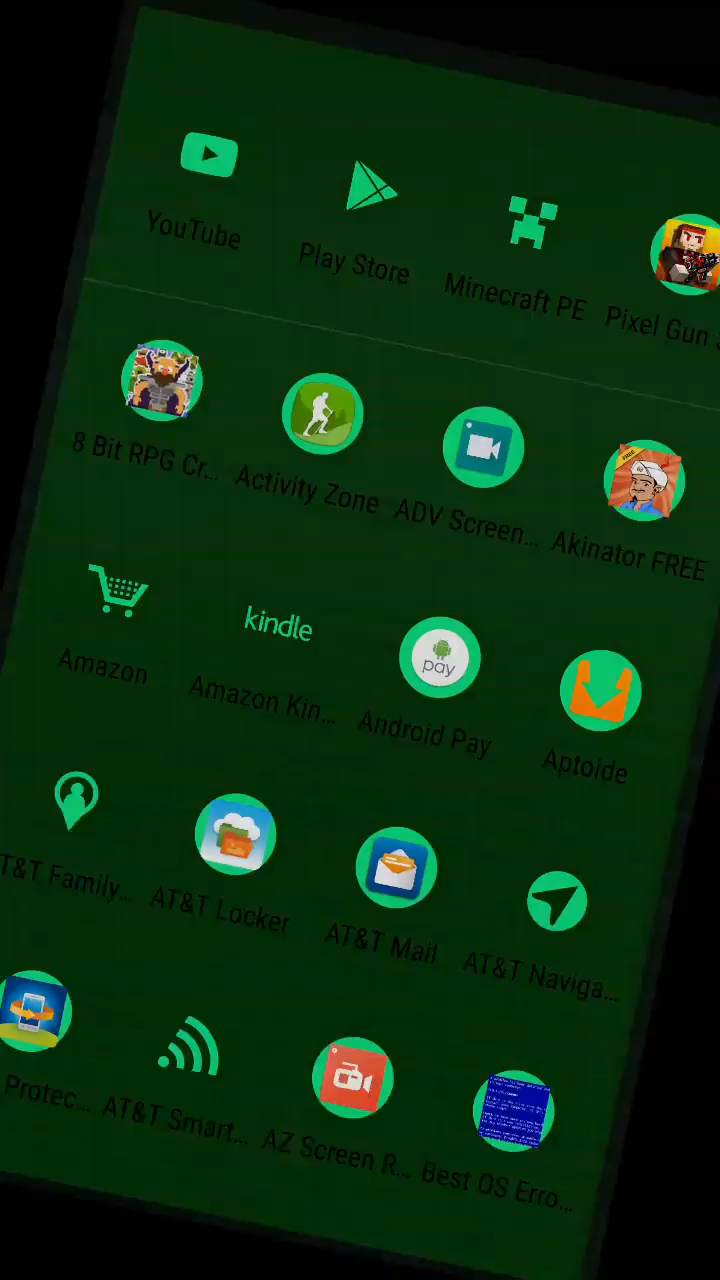 YouTube
Play Store
Minecraft PE
Pixel Gun
8 Bit RPG Cr...
Activity Zone
ADV Screen...
FREE
Akinator FREE
Amazon
kindle
Amazon Kin...
pay
Android Pay
Aptoide
T&T Family...
AT&T Locker
AT&T Mail
AT&T Naviga...
Protec...
AT&T Smart...
AZ Screen R...
Best OS Erro...